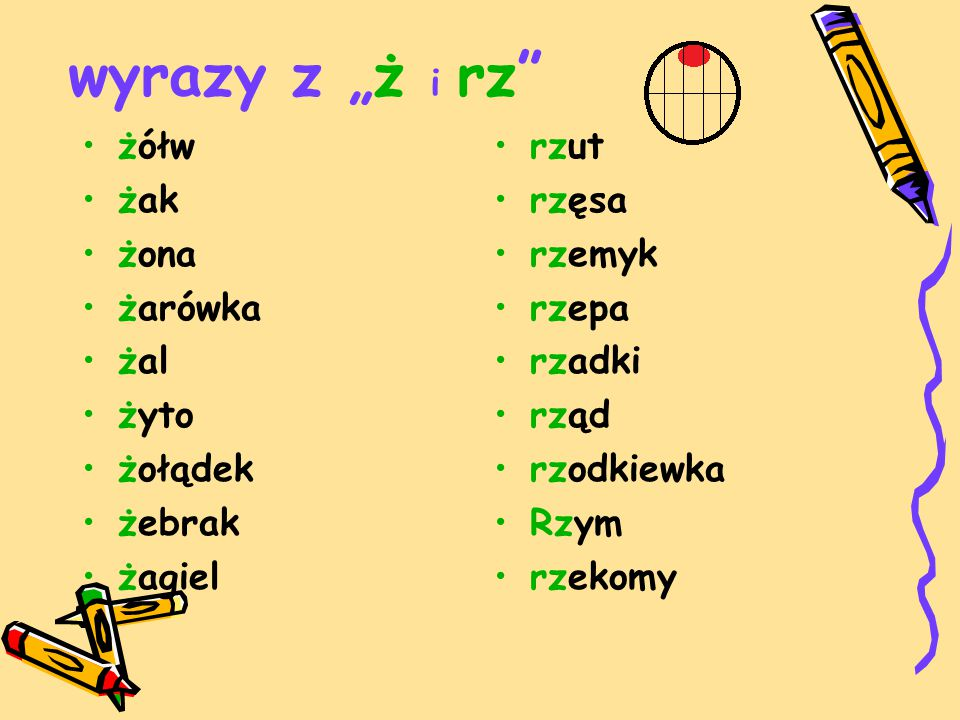 wyrazy z „ż i rz”
• żółw
• żak
• żona
• żarówka
• żal
• żyto
• żołądek
• żebrak
• żagiel
• rzut
• rzęsa
• rzemyk
• rzepa
• rzadki
• rząd
• rzodkiewka
• Rzym
• rzekomy